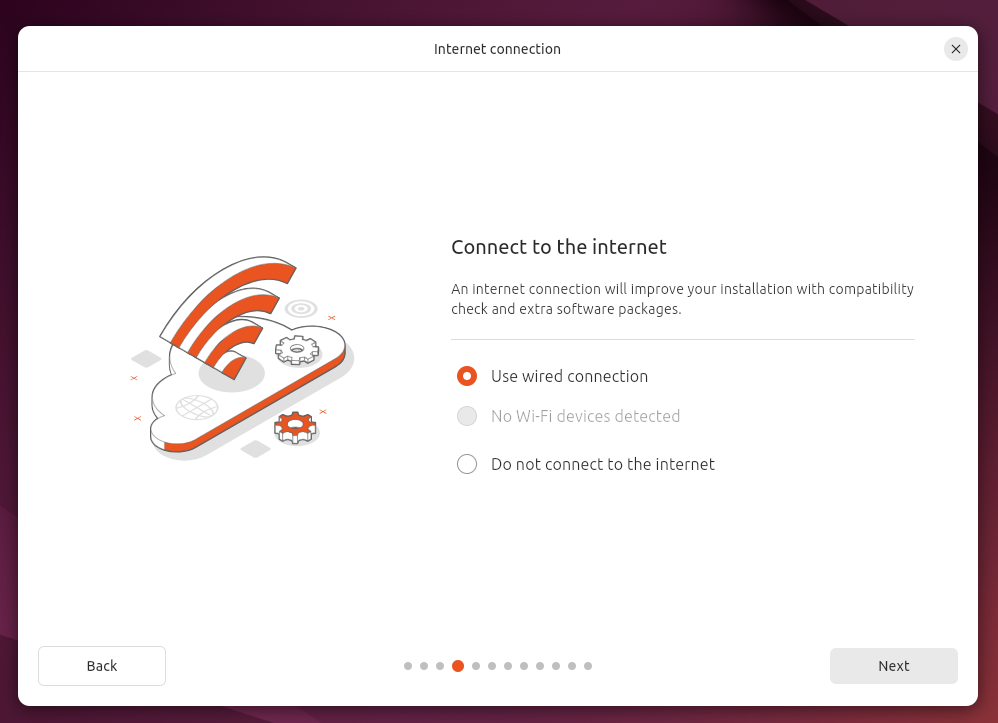 Internet connection
Connect to the internet
An internet connection will improve your installation with compatibility
check and extra software packages.
Use wired connection
No Wi-Fi devices detected
Do not connect to the internet
Back
Next